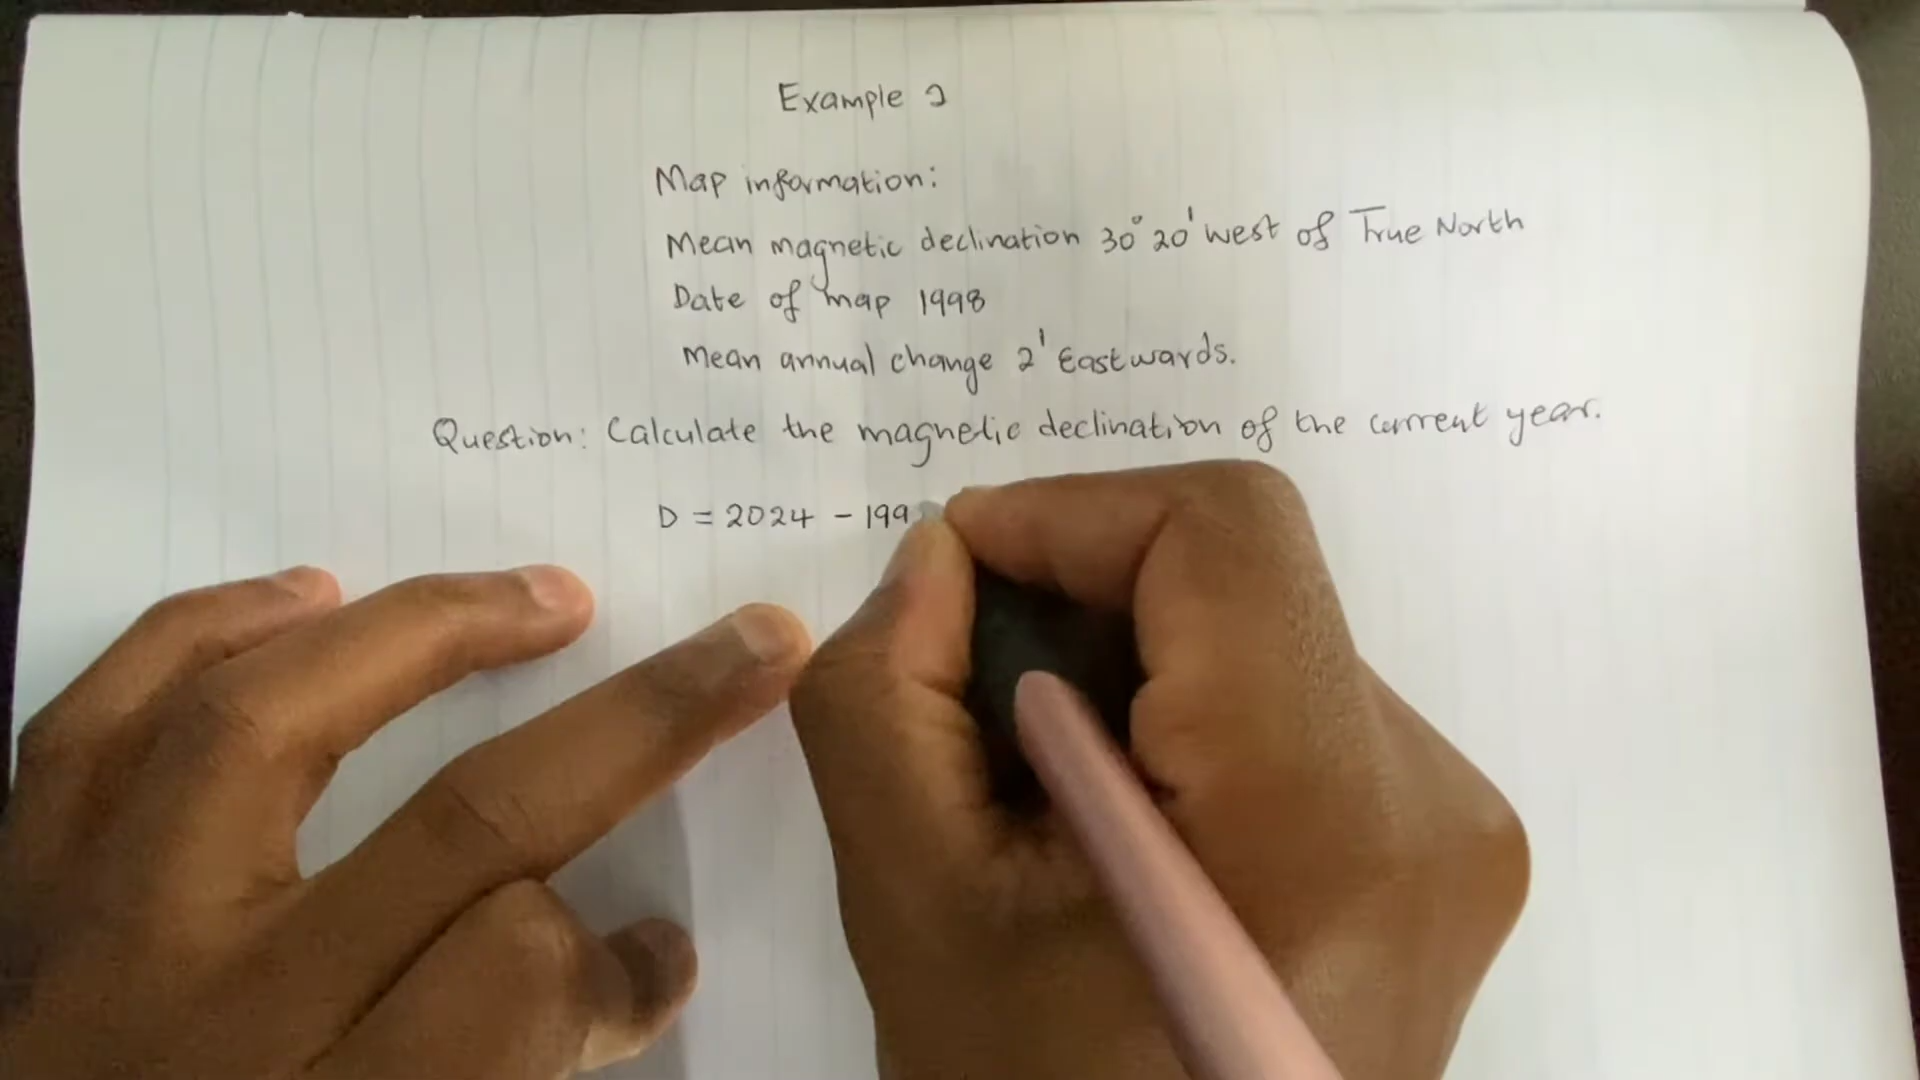 Example 2
Map information:
Mean magnetic declination 30° 20' west of True North
Date of map 1998
Mean annual change 2' Eastwards.
Question: Calculate the magnetic declination of the current year.
D = 2024 - 199